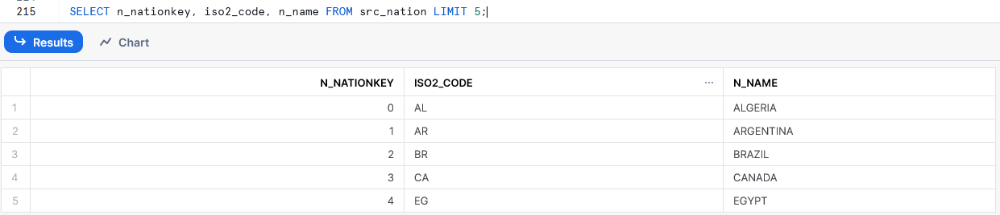 215 SELECT n_nationkey, iso2_code, n_name FROM src_nation LIMIT 5;
Results Chart
N_NATIONKEY ISO2_CODE ... N_NAME
1 0 AL ALGERIA
2 1 AR ARGENTINA
3 2 BR BRAZIL
4 3 CA CANADA
5 4 EG EGYPT